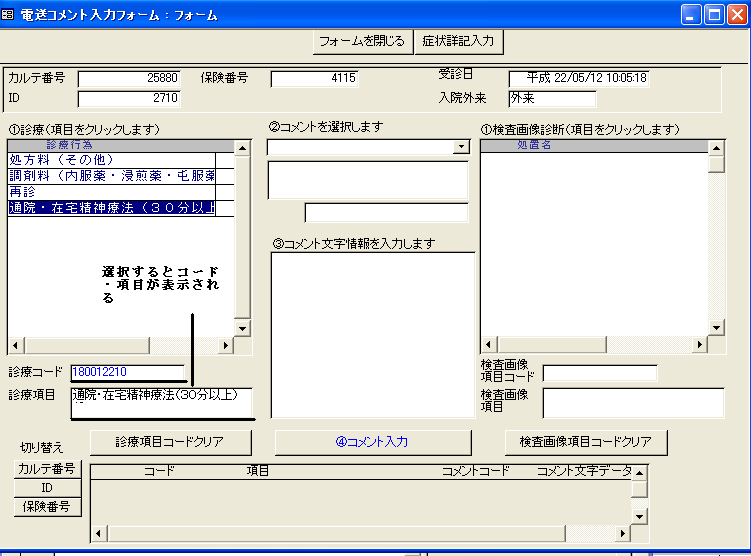 電送コメント入力フォーム：フォーム
フォームを閉じる 症状詳記入力
カルテ番号 25880 保険番号 4115 受診日 平成 22/05/12 10:05:18
ID 2710 入院外来 外来
①診療(項目をクリックします) ②コメントを選択します ①検査画像診断(項目をクリックします)
診療行為 処置名
処方料（その他）
調剤料（内服薬・浸煎薬・屯服薬
再診
通院・在宅精神療法（３０分以上
③コメント文字情報を入力します
選択するとコード
・項目が表示され
る
診療コード 180012210
検査画像
項目コード
診療項目 通院・在宅精神療法(30分以上)
検査画像
項目
切り替え
診療項目コードクリア ④コメント入力 検査画像項目コードクリア
カルテ番号
ID
保険番号
コード 項目 コメントコード コメント文字データ